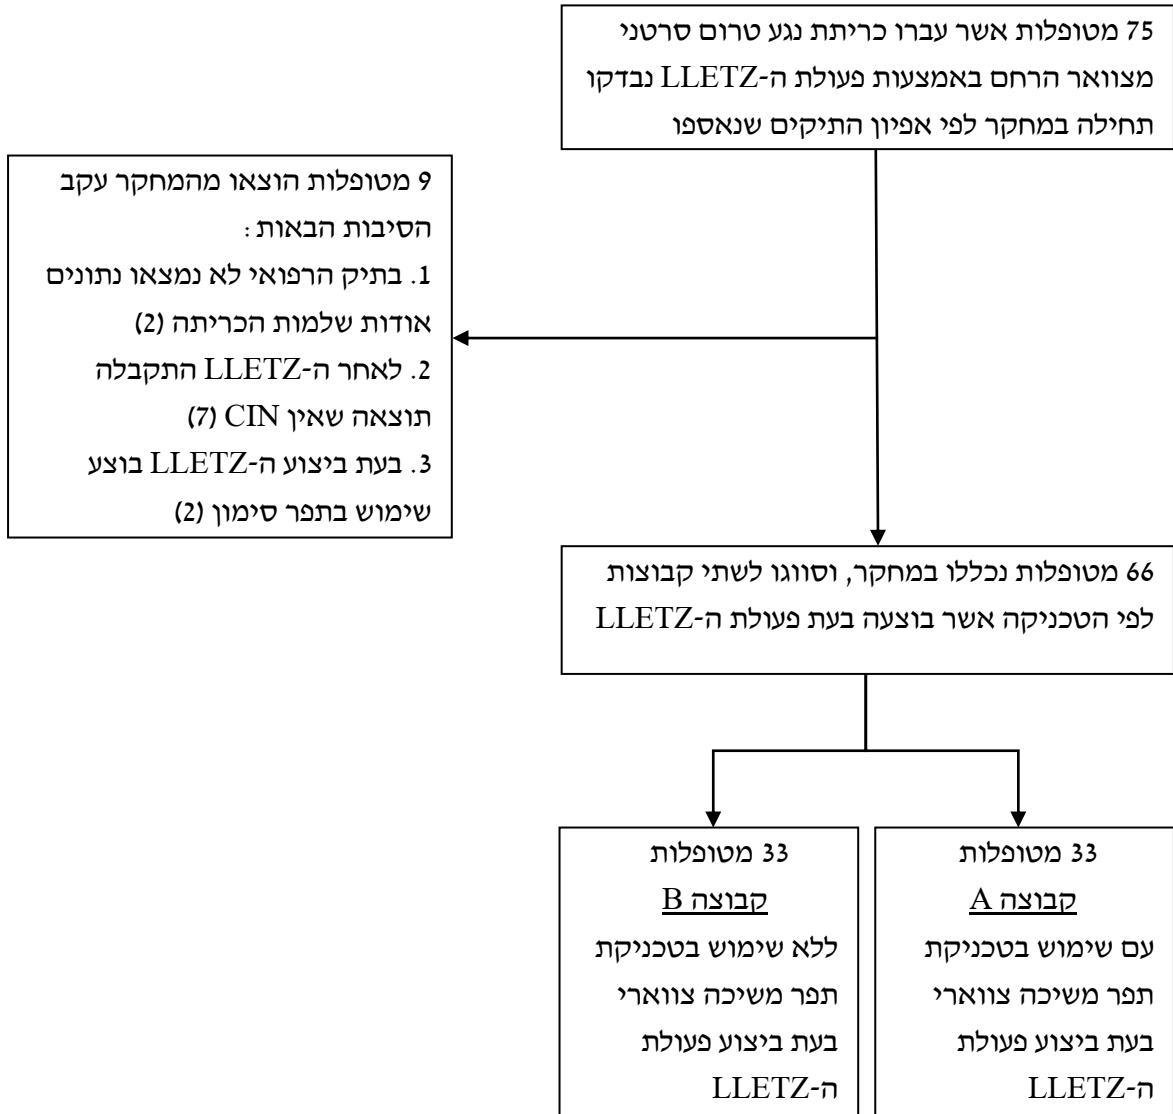 75 מטופלות אשר עברו כריתת נגע טרום סרטני
מצוואר הרחם באמצעות פעולת ה-LLETZ נבדקו
תחילה במחקר לפי אפיון התיקים שנאספו
9 מטופלות הוצאו מהמחקר עקב
הסיבות הבאות:
1. בתיק הרפואי לא נמצאו נתונים
אודות שלמות הכריתה (2)
2. לאחר ה-LLETZ התקבלה
תוצאה שאין CIN (7)
3. בעת ביצוע ה-LLETZ בוצע
שימוש בתפר סימון (2)
66 מטופלות נכללו במחקר, וסווגו לשתי קבוצות
לפי הטכניקה אשר בוצעה בעת פעולת ה-LLETZ
33 מטופלות
קבוצה A
עם שימוש בטכניקת
תפר משיכה צווארי
בעת ביצוע פעולת
ה-LLETZ
33 מטופלות
קבוצה B
ללא שימוש בטכניקת
תפר משיכה צווארי
בעת ביצוע פעולת
ה-LLETZ